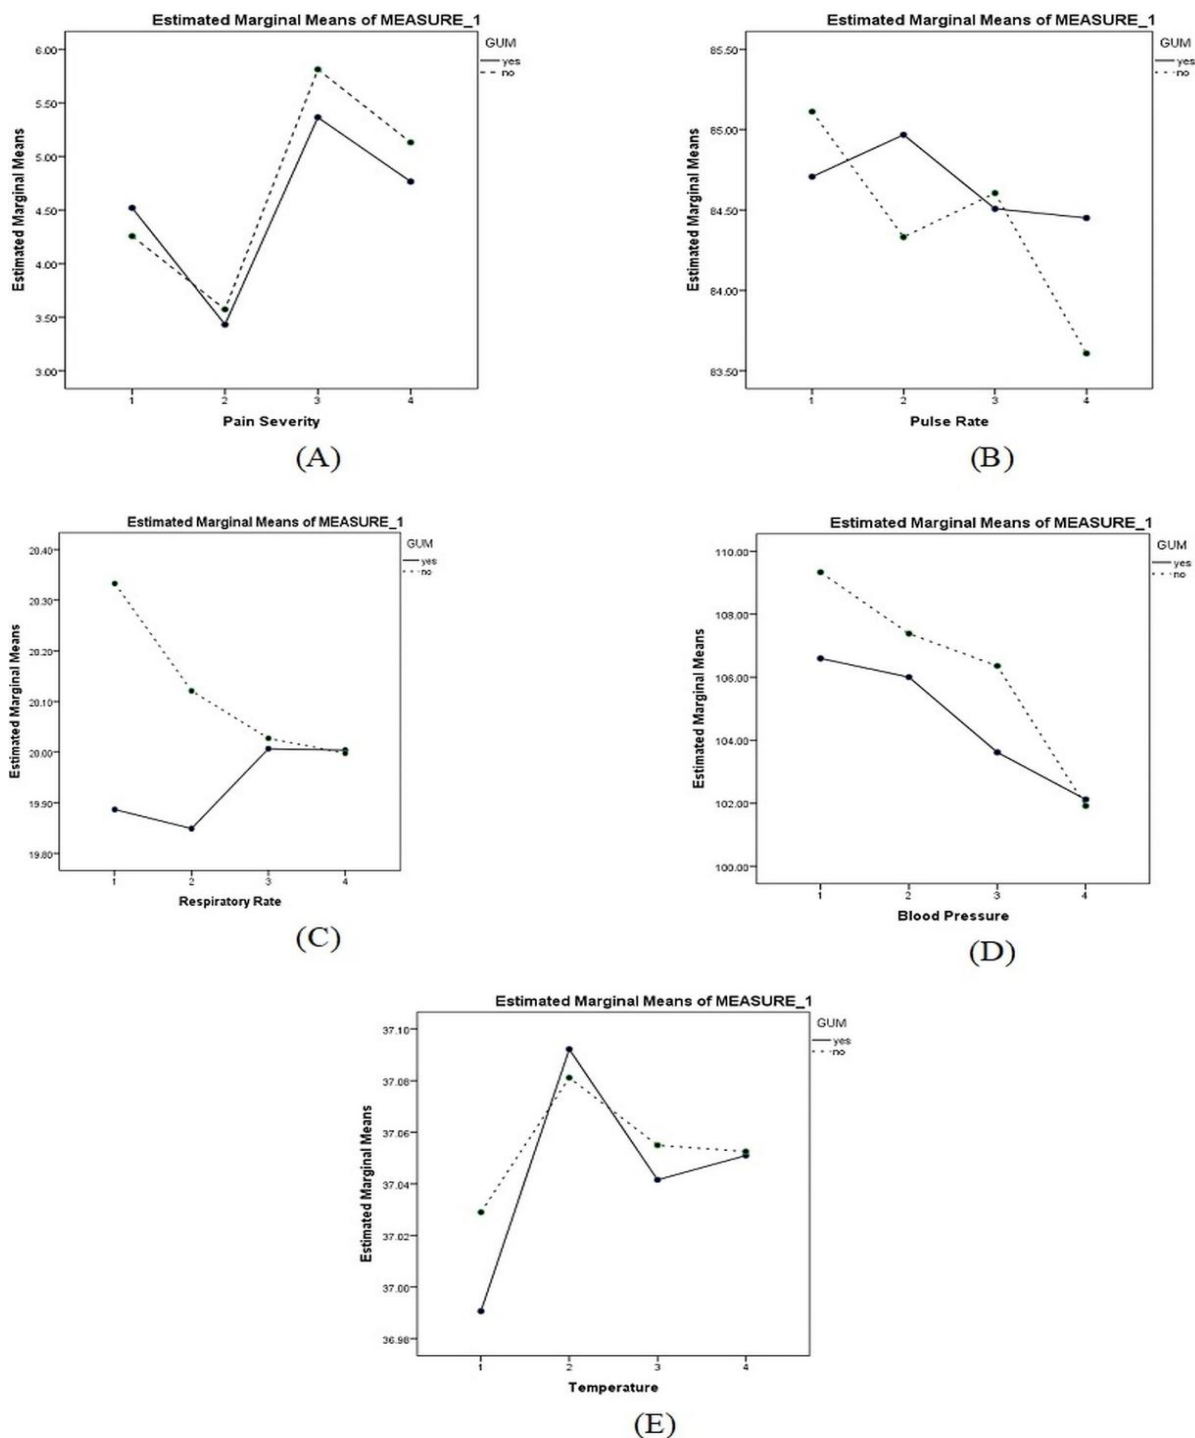 Estimated Marginal Means of MEASURE_1
GUM
yes
no
6.00
5.50
5.00
4.50
4.00
3.50
3.00
Estimated Marginal Means
1 2 3 4
Pain Severity
(A)
Estimated Marginal Means of MEASURE_1
GUM
yes
no
85.50
85.00
84.50
84.00
83.50
Estimated Marginal Means
1 2 3 4
Pulse Rate
(B)
Estimated Marginal Means of MEASURE_1
GUM
yes
no
20.40
20.30
20.20
20.10
20.00
19.90
19.80
Estimated Marginal Means
1 2 3 4
Respiratory Rate
(C)
Estimated Marginal Means of MEASURE_1
GUM
yes
no
110.00
108.00
106.00
104.00
102.00
100.00
Estimated Marginal Means
1 2 3 4
Blood Pressure
(D)
Estimated Marginal Means of MEASURE_1
GUM
yes
no
37.10
37.08
37.06
37.04
37.02
37.00
36.98
Estimated Marginal Means
1 2 3 4
Temperature
(E)